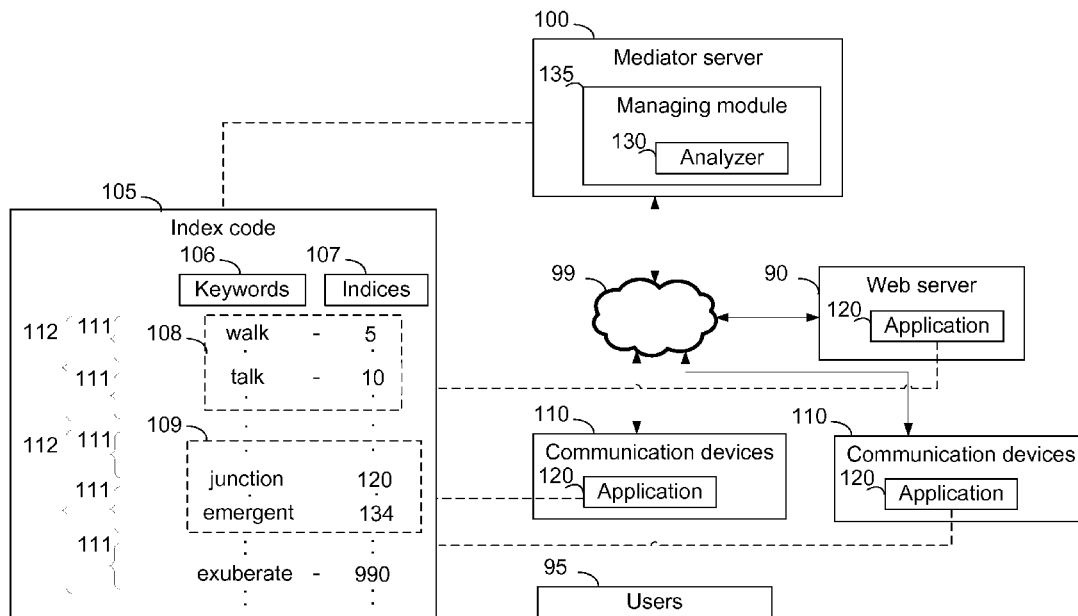 100
Mediator server
135
Managing module
130
Analyzer
105
Index code
106
107
Keywords
Indices
99
90
Web server
120
Application
112
111
108
walk - 5
111
talk - 10
109
112
111
junction 120
111
emergent 134
111
exuberate - 990
110
Communication devices
120
Application
110
Communication devices
120
Application
95
Users